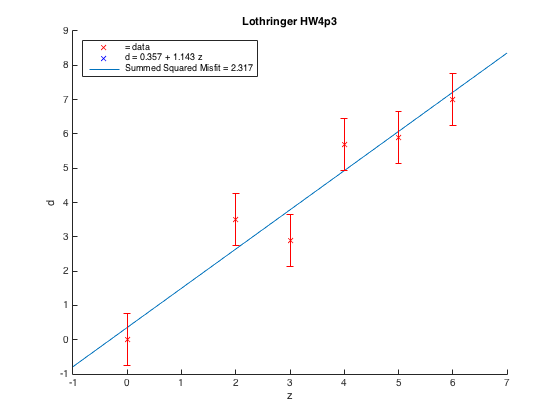 Lothringer HW4p3
= data
d = 0.357 + 1.143 z
Summed Squared Misfit = 2.317
9
8
7
6
5
4
3
2
1
0
-1
d
-1 0 1 2 3 4 5 6 7
z